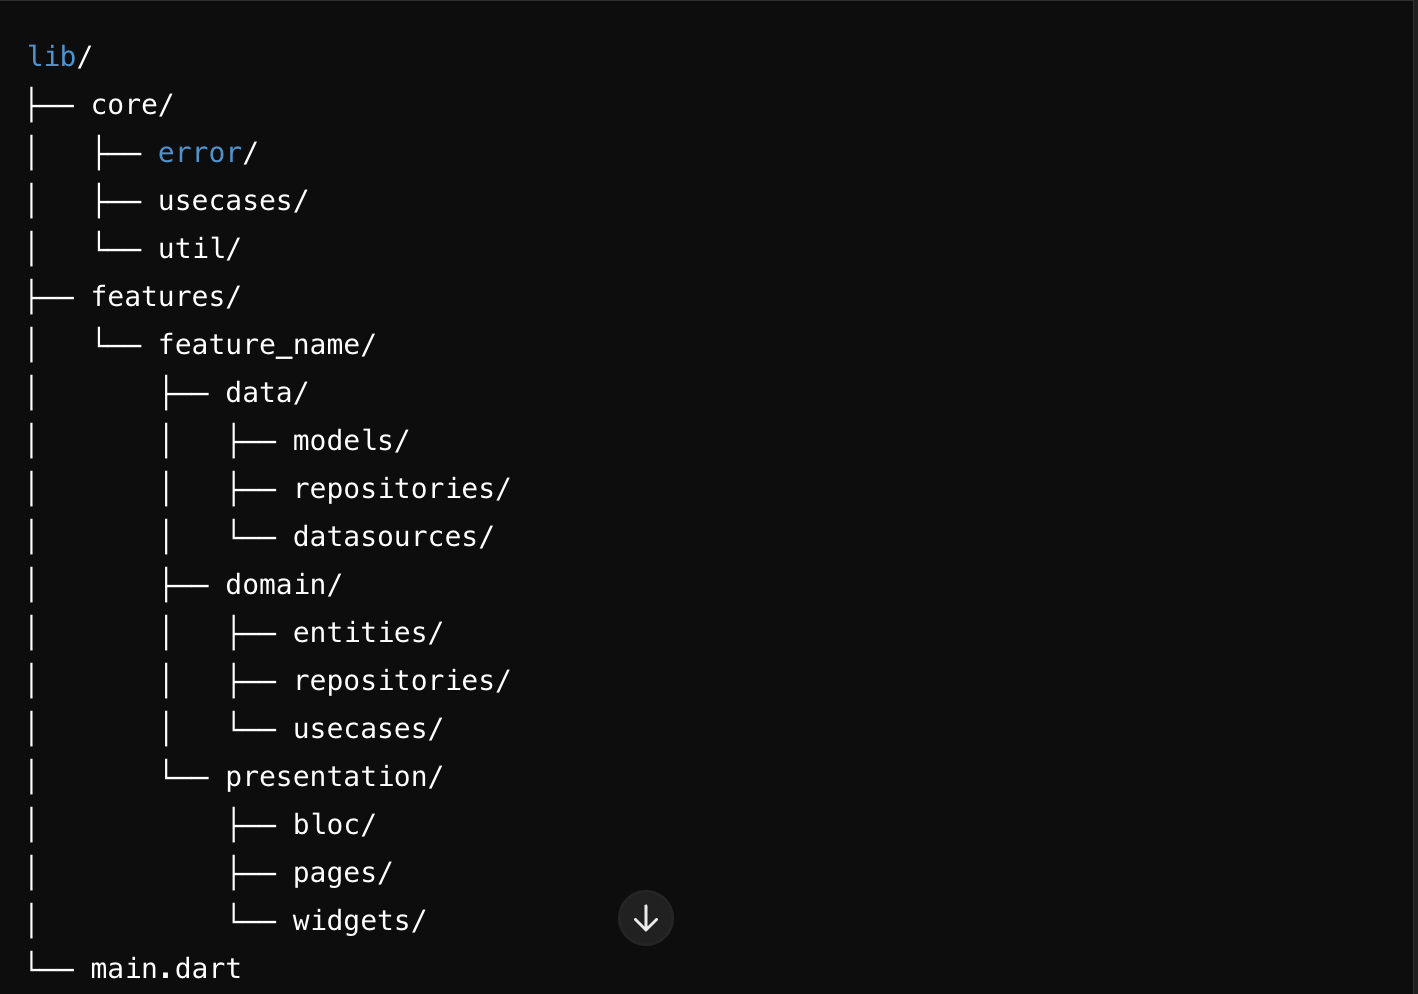 lib/
├── core/
│   ├── error/
│   ├── usecases/
│   └── util/
├── features/
│   └── feature_name/
│       ├── data/
│       │   ├── models/
│       │   ├── repositories/
│       │   └── datasources/
│       ├── domain/
│       │   ├── entities/
│       │   ├── repositories/
│       │   └── usecases/
│       └── presentation/
│           ├── bloc/
│           ├── pages/
│           └── widgets/
└── main.dart